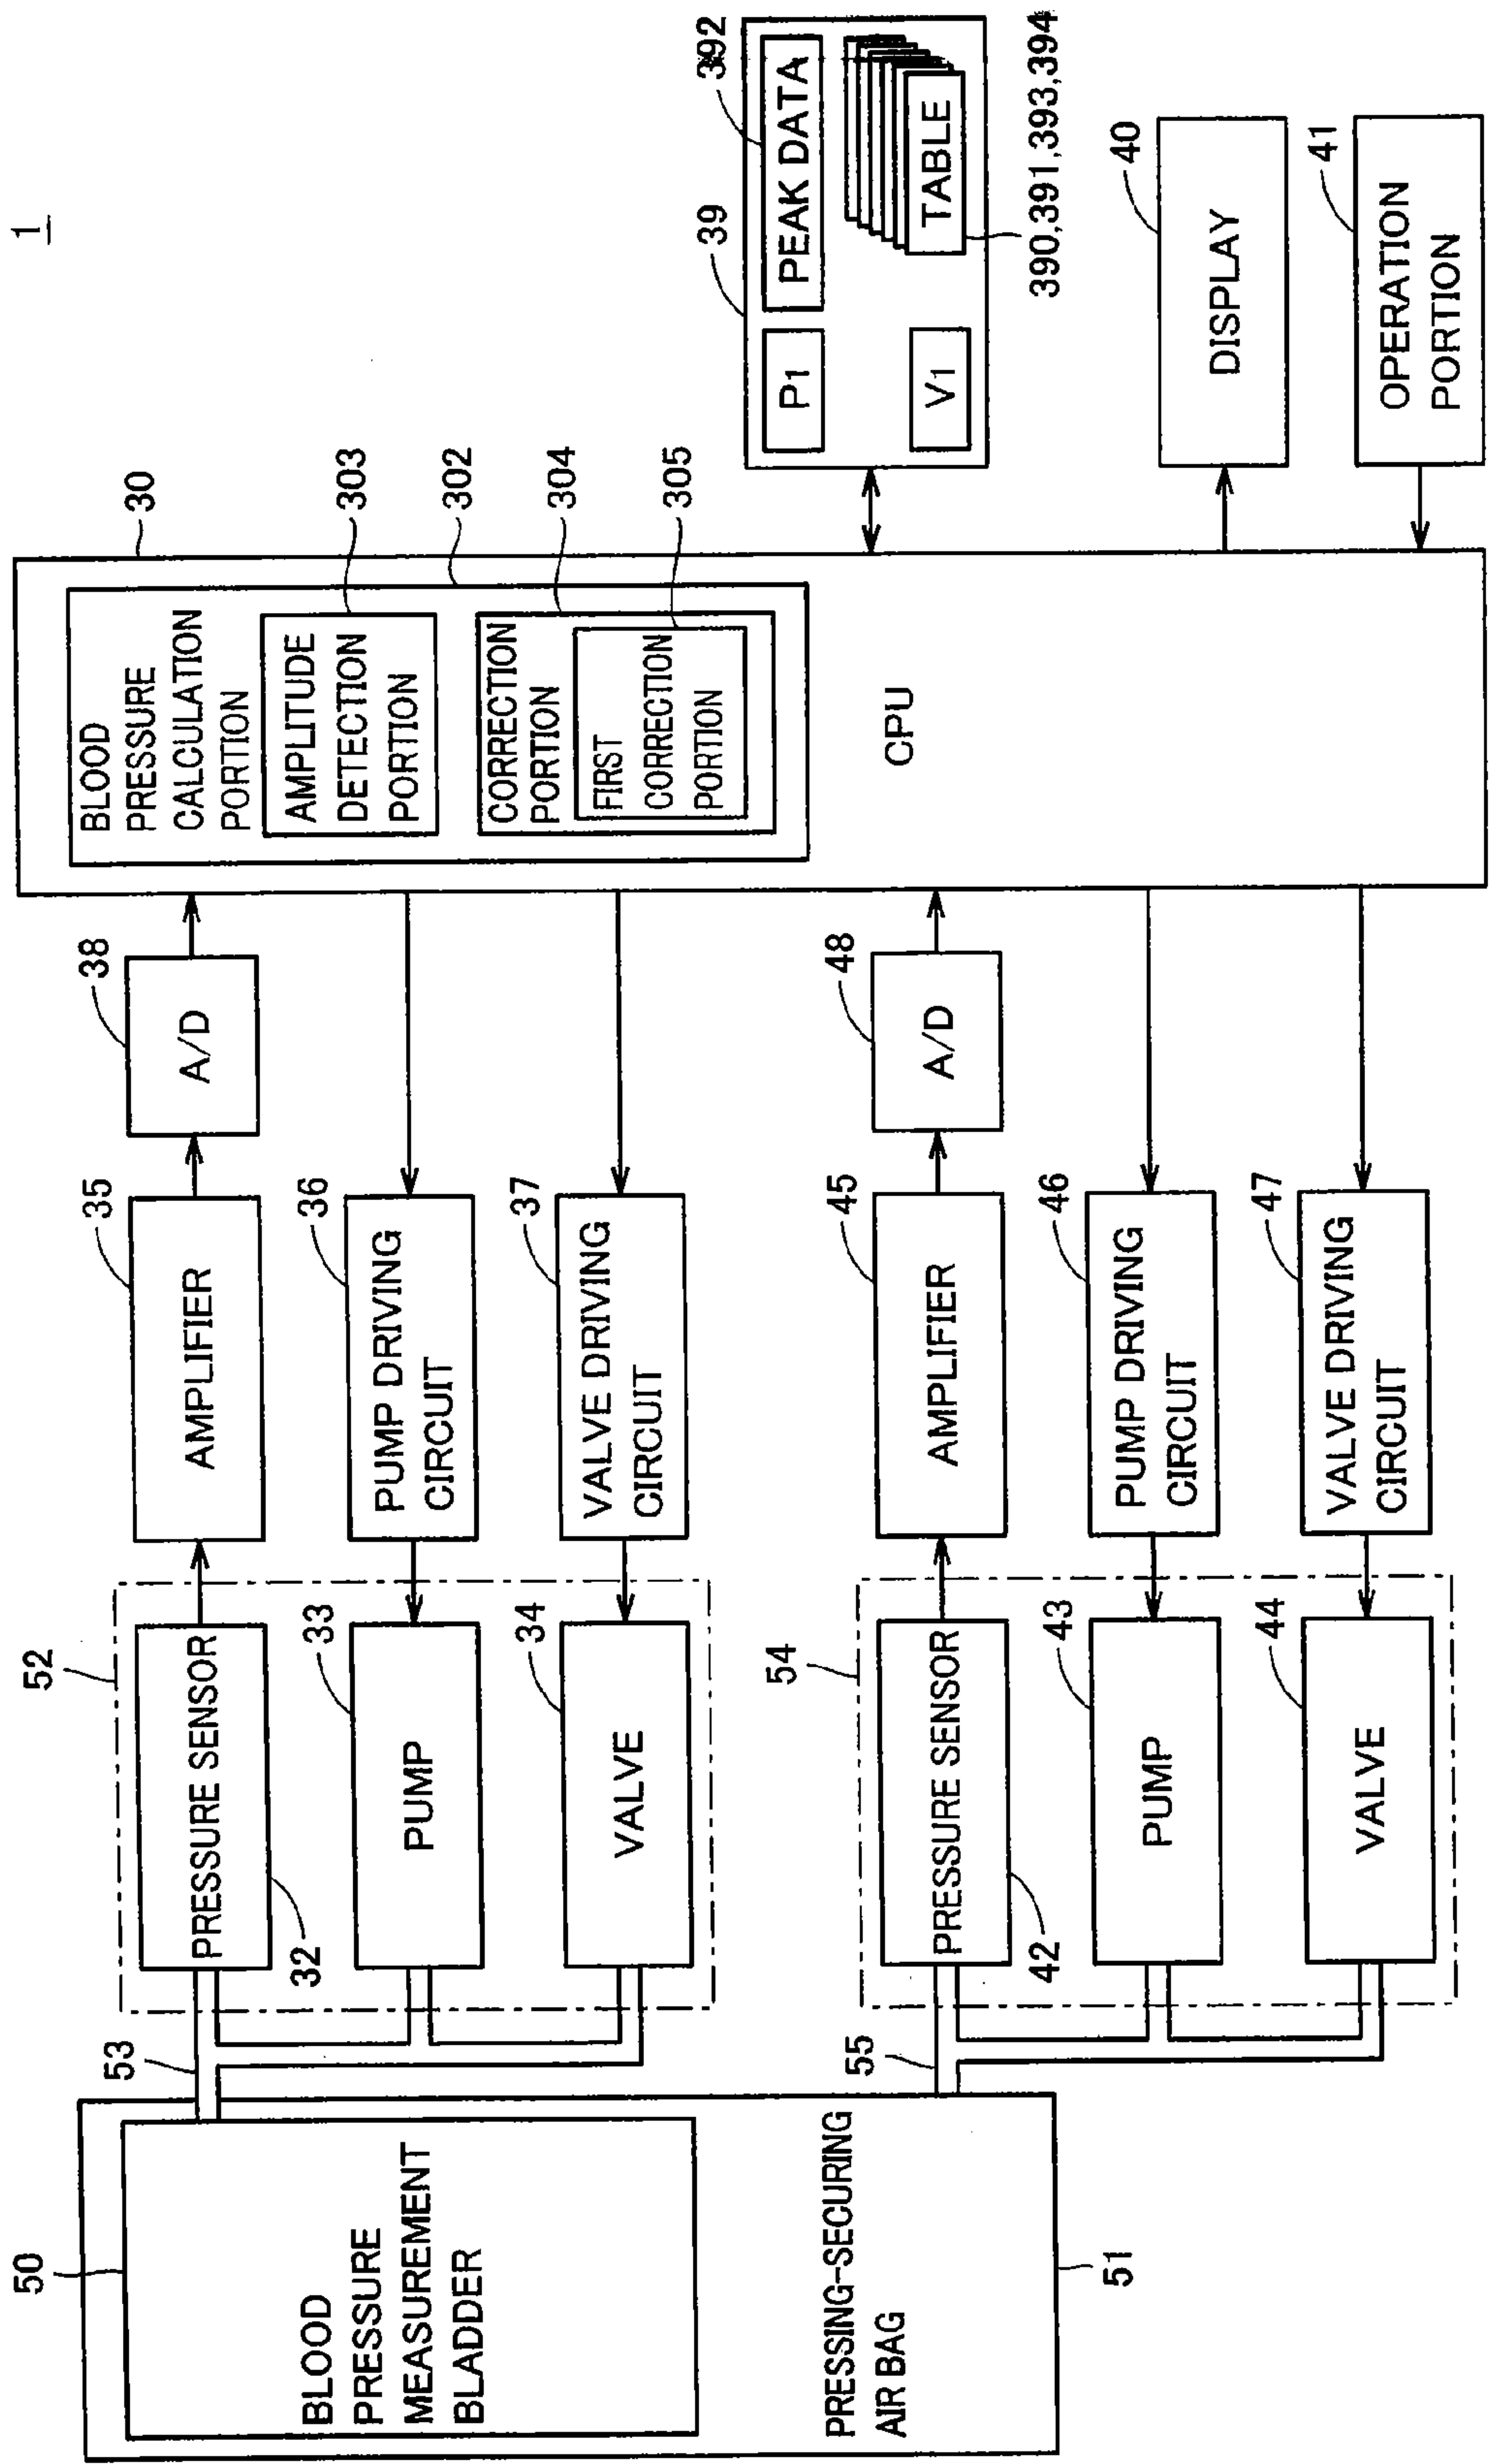 1
50
BLOOD
PRESSURE
MEASUREMENT
BLADDER
PRESSING-SECURING
AIR BAG
51
53
55
52
PRESSURE SENSOR
32
33
PUMP
34
VALVE
54
PRESSURE SENSOR
42
43
PUMP
44
VALVE
35
AMPLIFIER
36
PUMP DRIVING
CIRCUIT
37
VALVE DRIVING
CIRCUIT
45
AMPLIFIER
46
PUMP DRIVING
CIRCUIT
47
VALVE DRIVING
CIRCUIT
38
A/D
48
A/D
30
BLOOD
PRESSURE
CALCULATION
PORTION
AMPLITUDE
DETECTION
PORTION
303
302
CORRECTION
PORTION
304
FIRST
CORRECTION
PORTION
305
CPU
39
P1
PEAK DATA
392
V1
TABLE
390,391,393,394
40
DISPLAY
41
OPERATION
PORTION